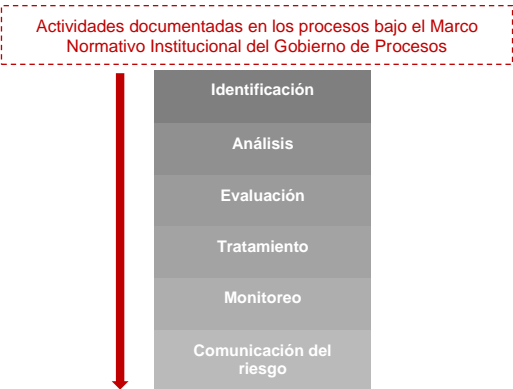 Actividades documentadas en los procesos bajo el Marco
Normativo Institucional del Gobierno de Procesos
Identificación
Análisis
Evaluación
Tratamiento
Monitoreo
Comunicación del
riesgo